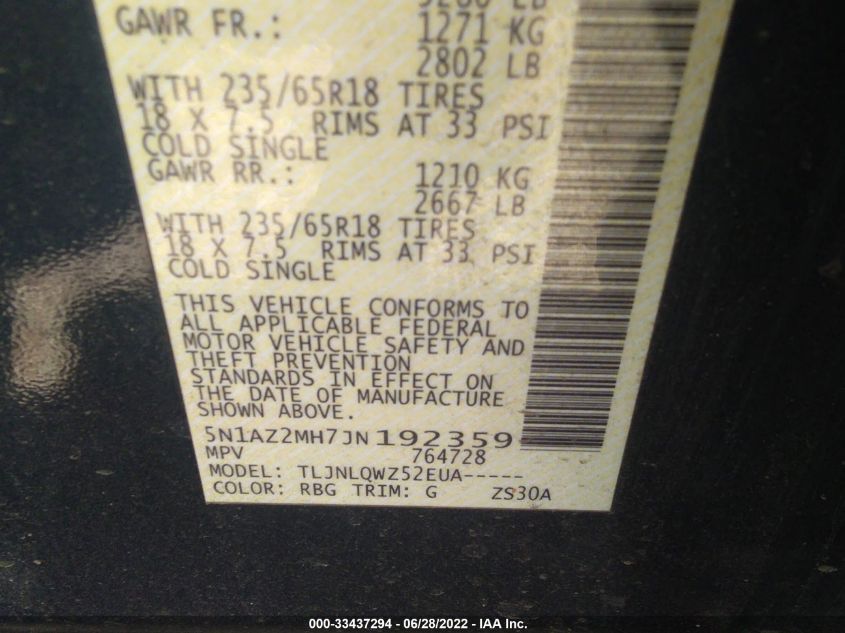 GAWR FR.: 1271 KG
2802 LB
WITH 235/65R18 TIRES
18 X 7.5 RIMS AT 33 PSI
COLD SINGLE
GAWR RR.: 1210 KG
2667 LB
WITH 235/65R18 TIRES
18 X 7.5 RIMS AT 33 PSI
COLD SINGLE
THIS VEHICLE CONFORMS TO
ALL APPLICABLE FEDERAL
MOTOR VEHICLE SAFETY AND
THEFT PREVENTION
STANDARDS IN EFFECT ON
THE DATE OF MANUFACTURE
SHOWN ABOVE.
5N1AZ2MH7JN192359
MPV 764728
MODEL: TLJNLQWZ52EUA-----
COLOR: RBG TRIM: G ZS30A
000-33437294 - 06/28/2022 - IAA Inc.